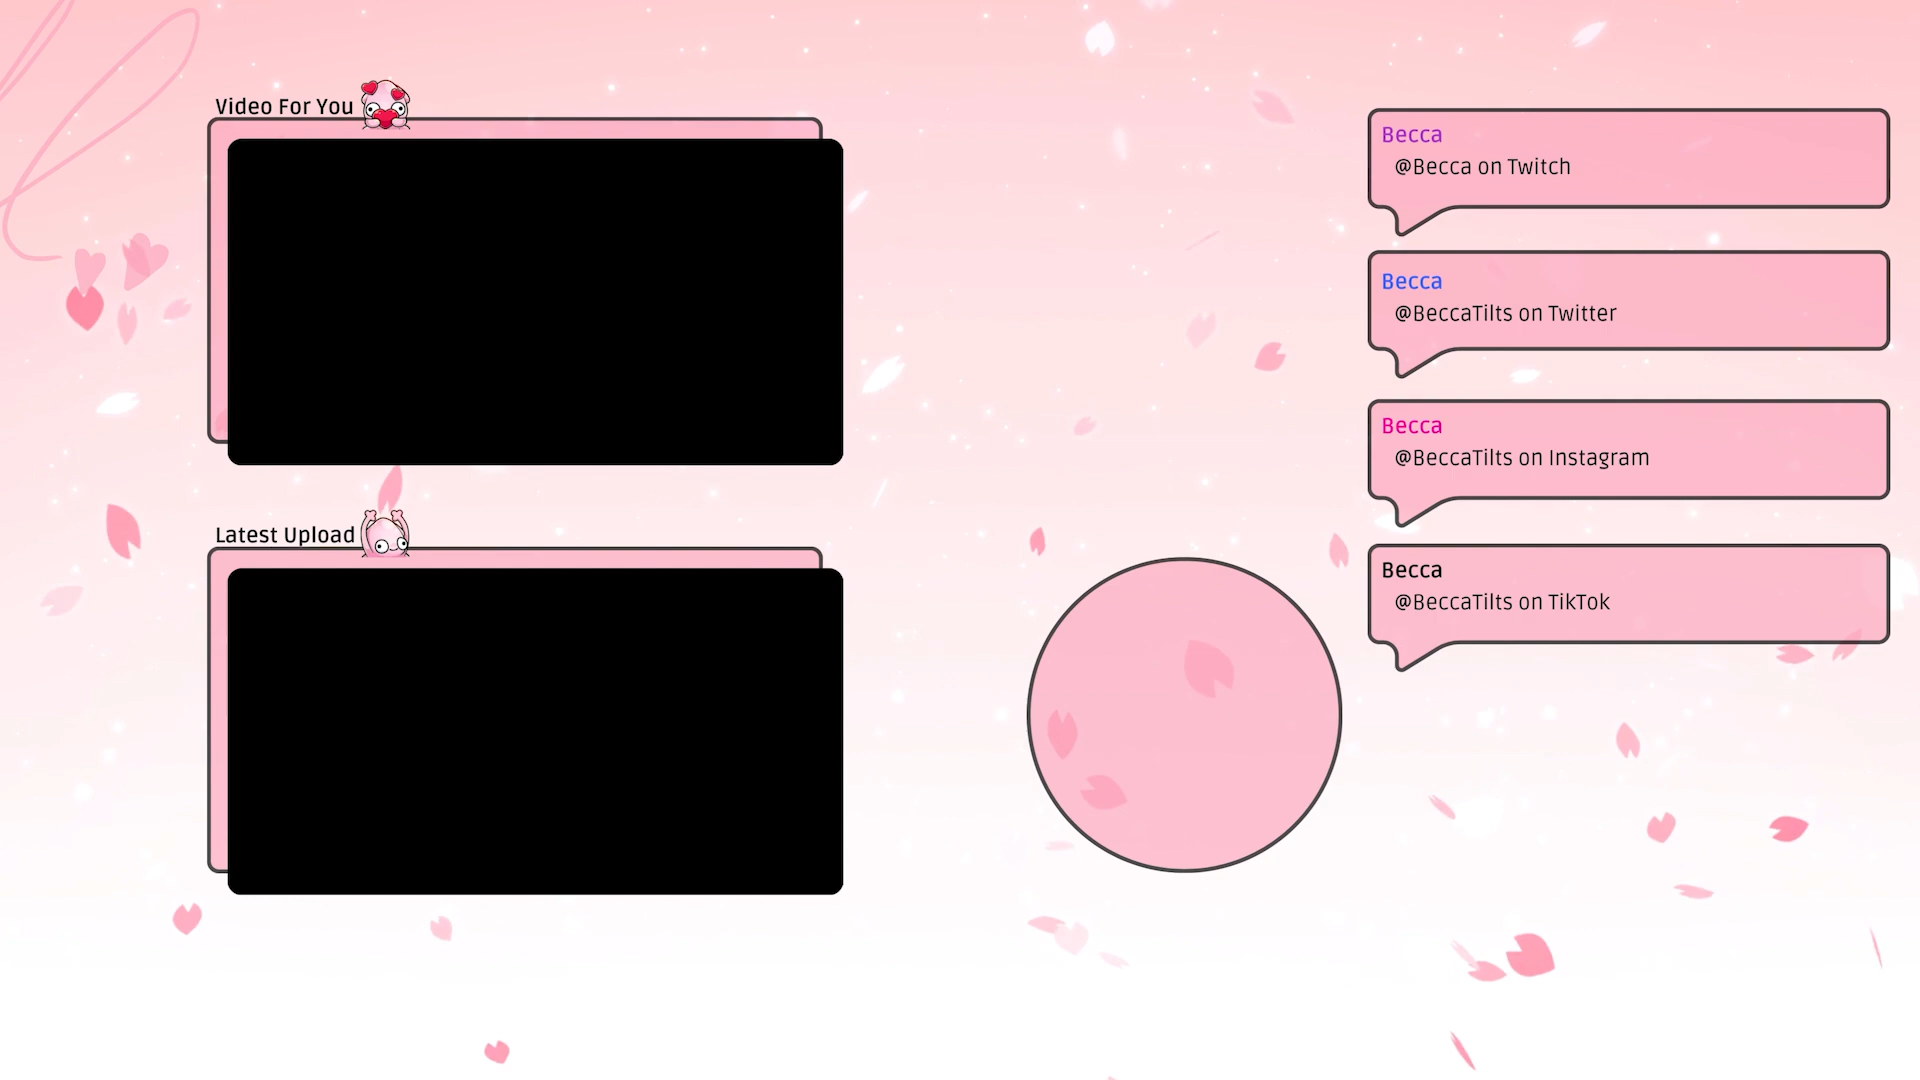 Video For You
Latest Upload
Becca
@Becca on Twitch
Becca
@BeccaTilts on Twitter
Becca
@BeccaTilts on Instagram
Becca
@BeccaTilts on TikTok